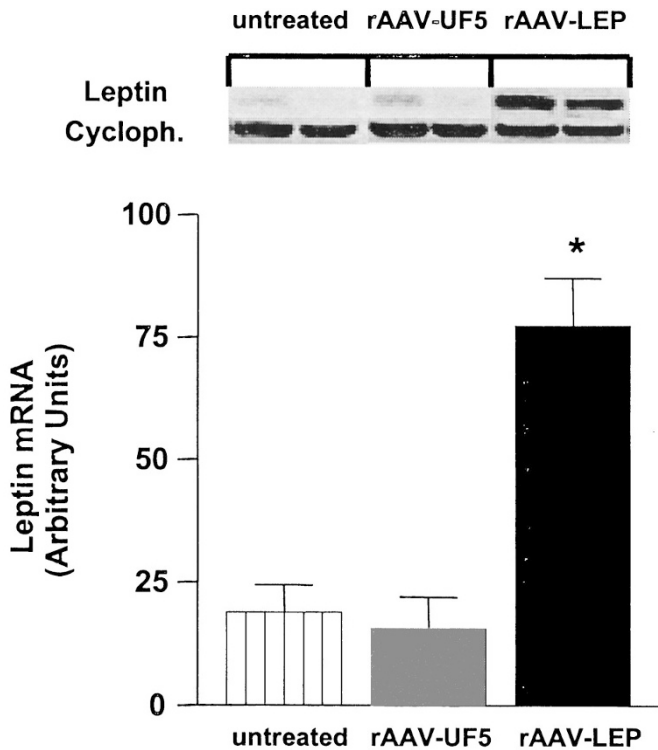 untreated rAAV-UF5 rAAV-LEP
Leptin
Cycloph.
100
*
75
50
25
0
Leptin mRNA
(Arbitrary Units)
untreated rAAV-UF5 rAAV-LEP